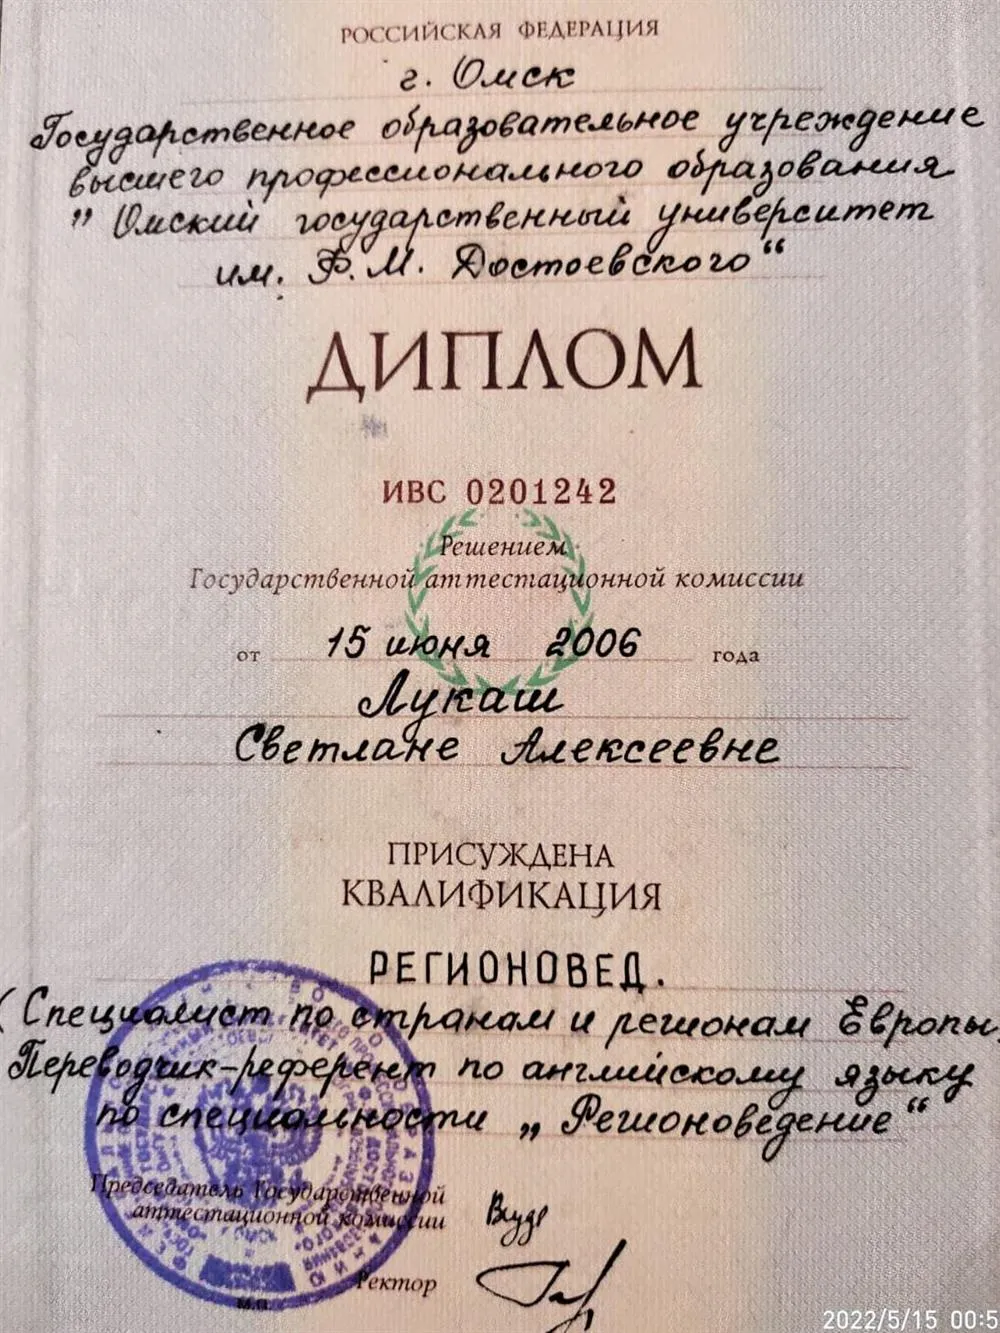 РОССИЙСКАЯ ФЕДЕРАЦИЯ
г. Омск
Государственное образовательное учреждение
высшего профессионального образования
" Омский государственный университет
им. Ф.М. Достоевского "
ДИПЛОМ
ИВС 0201242
Решением
Государственной аттестационной комиссии
от 15 июня 2006 года
Лукаш
Светлане Алексеевне
ПРИСУЖДЕНА
КВАЛИФИКАЦИЯ
РЕГИОНОВЕД.
(Специалист по странам и регионам Европы,
Переводчик-референт по английскому языку
по специальности „ Регионоведение "
Председатель Государственной
аттестационной комиссии
Ректор
М.П.
2022/5/15 00:5